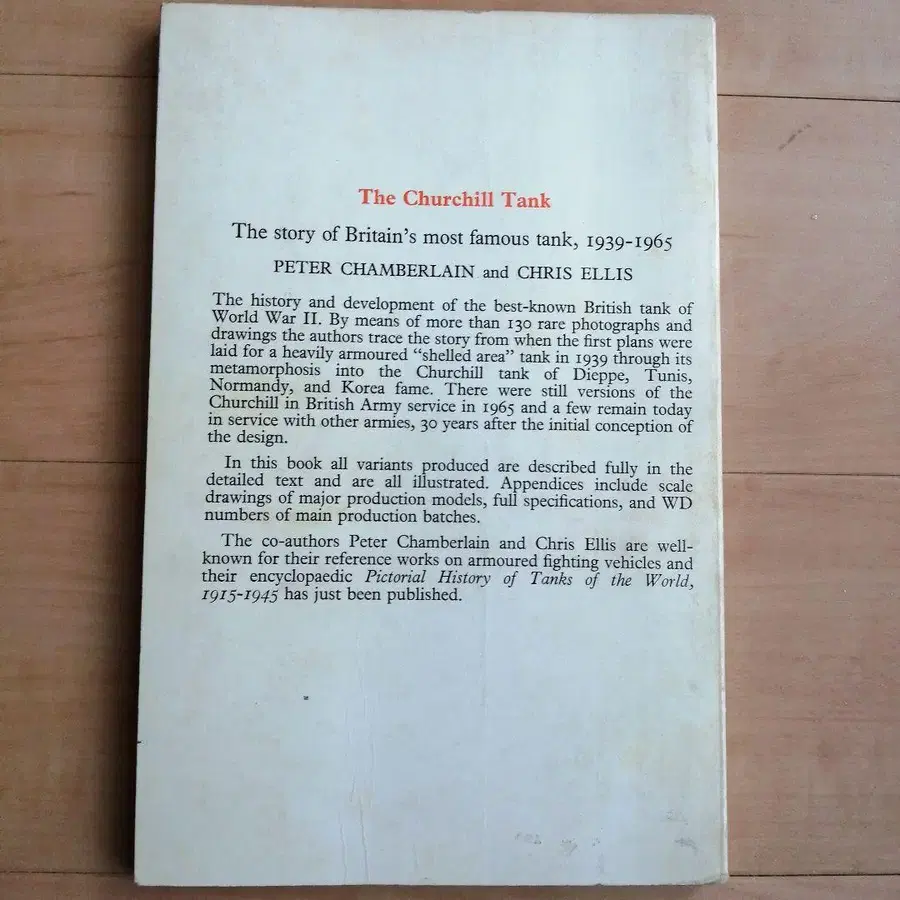 The Churchill Tank
The story of Britain's most famous tank, 1939-1965
PETER CHAMBERLAIN and CHRIS ELLIS
The history and development of the best-known British tank of
World War II. By means of more than 130 rare photographs and
drawings the authors trace the story from when the first plans were
laid for a heavily armoured "shelled area" tank in 1939 through its
metamorphosis into the Churchill tank of Dieppe, Tunis,
Normandy, and Korea fame. There were still versions of the
Churchill in British Army service in 1965 and a few remain today
in service with other armies, 30 years after the initial conception of
the design.
In this book all variants produced are described fully in the
detailed text and are all illustrated. Appendices include scale
drawings of major production models, full specifications, and WD
numbers of main production batches.
The co-authors Peter Chamberlain and Chris Ellis are well-
known for their reference works on armoured fighting vehicles and
their encyclopaedic Pictorial History of Tanks of the World,
1915-1945 has just been published.